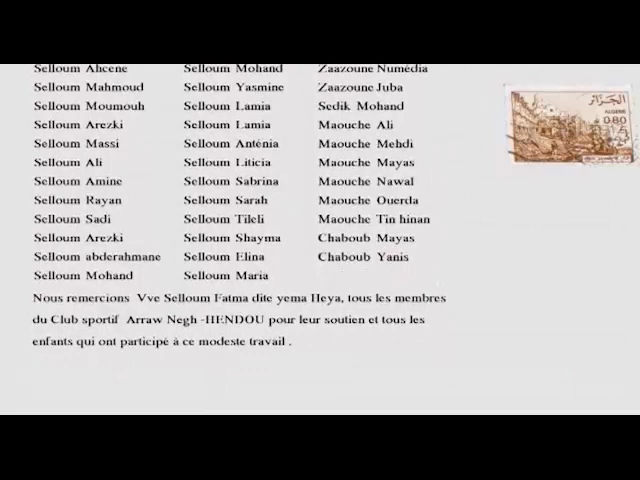 Selloum Ahcene Selloum Mohand Zaazoune Numédia
Selloum Mahmoud Selloum Yasmine Zaazoune Juba
Selloum Moumouh Selloum Lamia Sedik Mohand
Selloum Arezki Selloum Lamia Maouche Ali
Selloum Massi Selloum Anténia Maouche Mehdi
Selloum Ali Selloum Liticia Maouche Mayas
Selloum Amine Selloum Sabrina Maouche Nawal
Selloum Rayan Selloum Sarah Maouche Ouerda
Selloum Sadi Selloum Tileli Maouche Tin hinan
Selloum Arezki Selloum Shayma Chaboub Mayas
Selloum abderahmane Selloum Elina Chaboub Yanis
Selloum Mohand Selloum Maria
Nous remercions Vve Selloum Fatma dite yema Heya, tous les membres
du Club sportif Arraw Negh -HENDOU pour leur soutien et tous les
enfants qui ont participé à ce modeste travail .
الجزائر
ALGERIE
0.80